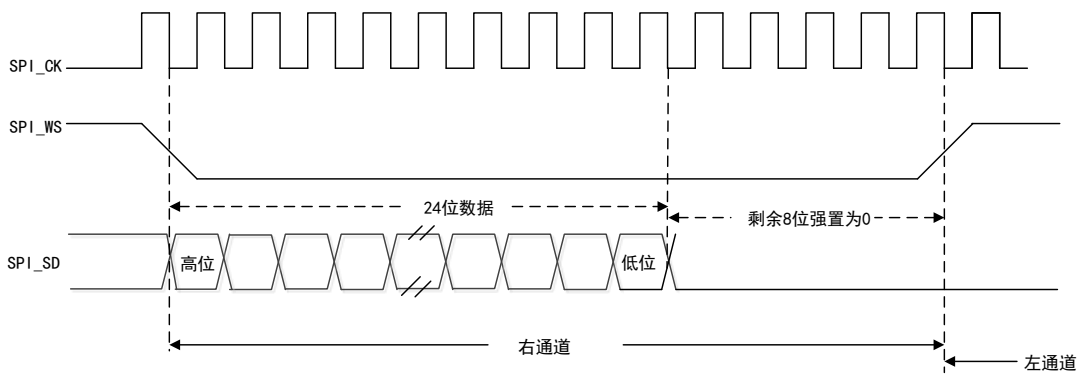 SPI_CK
SPI_WS
24位数据
剩余8位强置为0
SPI_SD
高位
低位
右通道
左通道